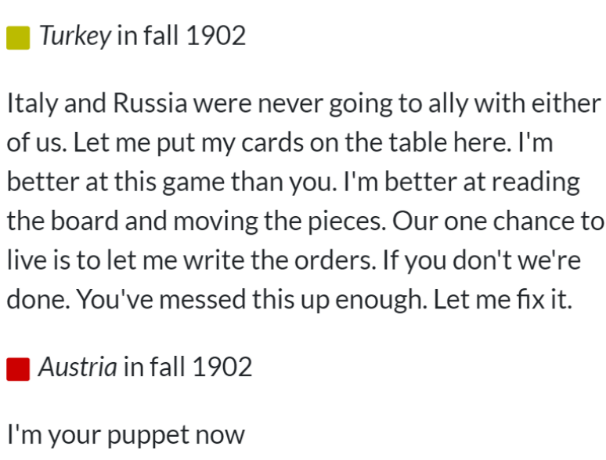 Turkey in fall 1902
Italy and Russia were never going to ally with either
of us. Let me put my cards on the table here. I'm
better at this game than you. I'm better at reading
the board and moving the pieces. Our one chance to
live is to let me write the orders. If you don't we're
done. You've messed this up enough. Let me fix it.
Austria in fall 1902
I'm your puppet now